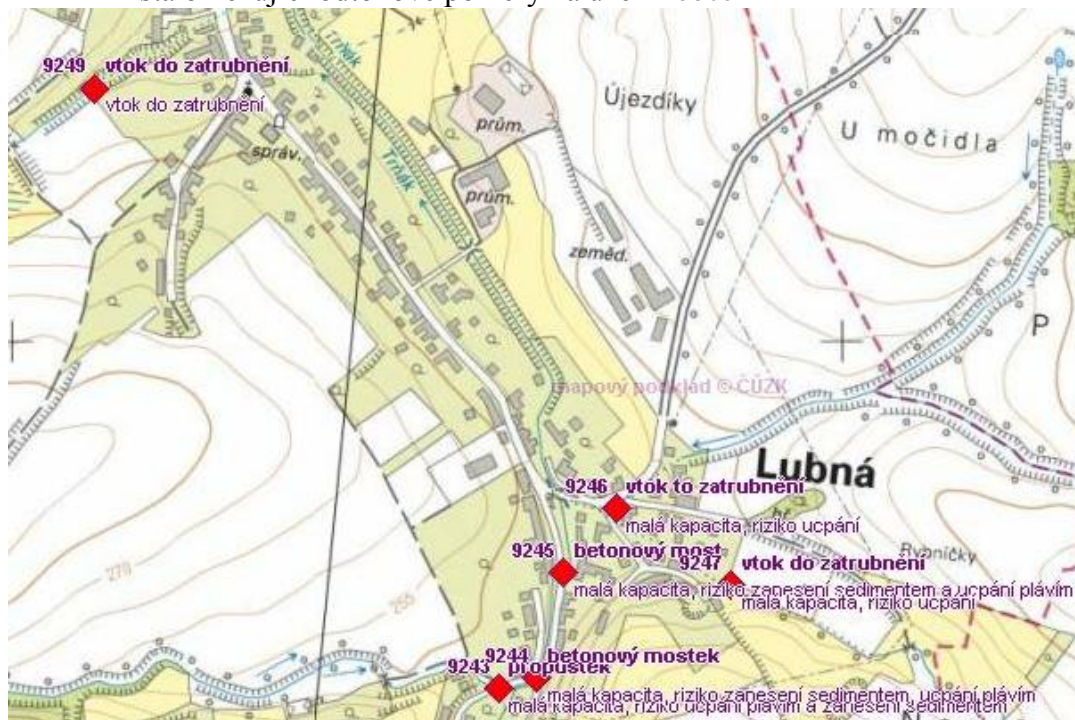 9249 vtok do zatrubnění
vtok do zatrubnění
Trňák
správ.
prům.
Újezdíky
U močidla
Trňák
prům.
zeměd.
P
mapový podklad © ČÚZK
Lubná
9246 vtok to zatrubnění
malá kapacita, riziko ucpání
hř.
Rybníčky
9245 betonový most
malá kapacita, riziko zanesení sedimentem a ucpání plávím
9247 vtok do zatrubnění
malá kapacita, riziko ucpání
270
255
9244 betonový mostek
malá kapacita, riziko zanesení sedimentem, ucpání plávím
9243 propustek
malá kapacita, riziko ucpání plávím a zanesení sedimentem